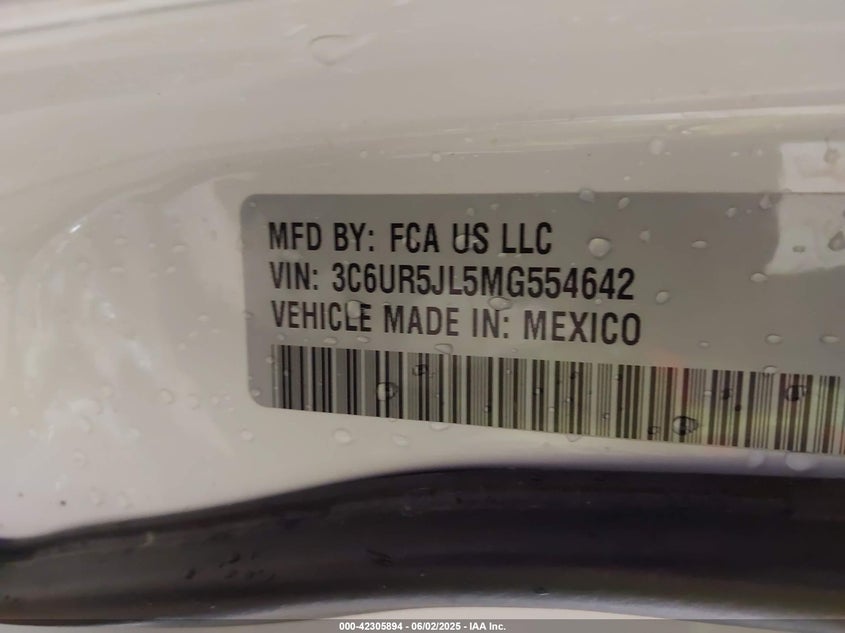 MFD BY: FCA US LLC
VIN: 3C6UR5JL5MG554642
VEHICLE MADE IN: MEXICO
000-42305894 - 06/02/2025 - IAA Inc.